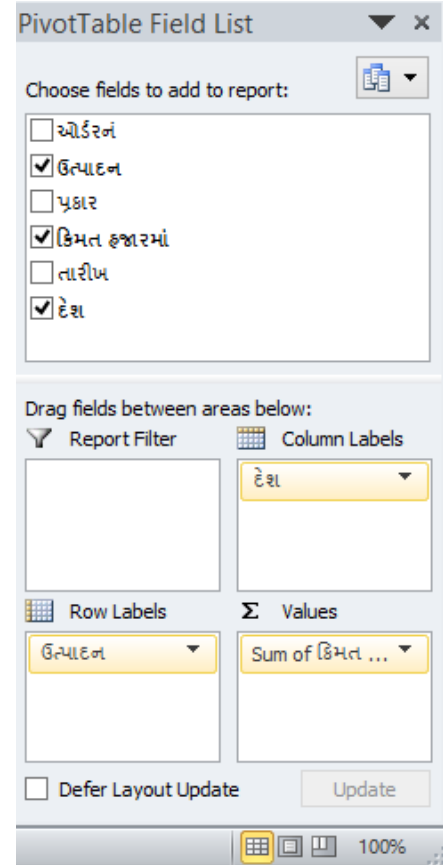 PivotTable Field List
Choose fields to add to report:
ઓર્ડરનં
ઉત્પાદન
પ્રકાર
કિમત હજારમાં
તારીખ
દેશ
Drag fields between areas below:
Report Filter
Column Labels
દેશ
Row Labels
Σ Values
ઉત્પાદન
Sum of કિમત ...
Defer Layout Update
Update
100%